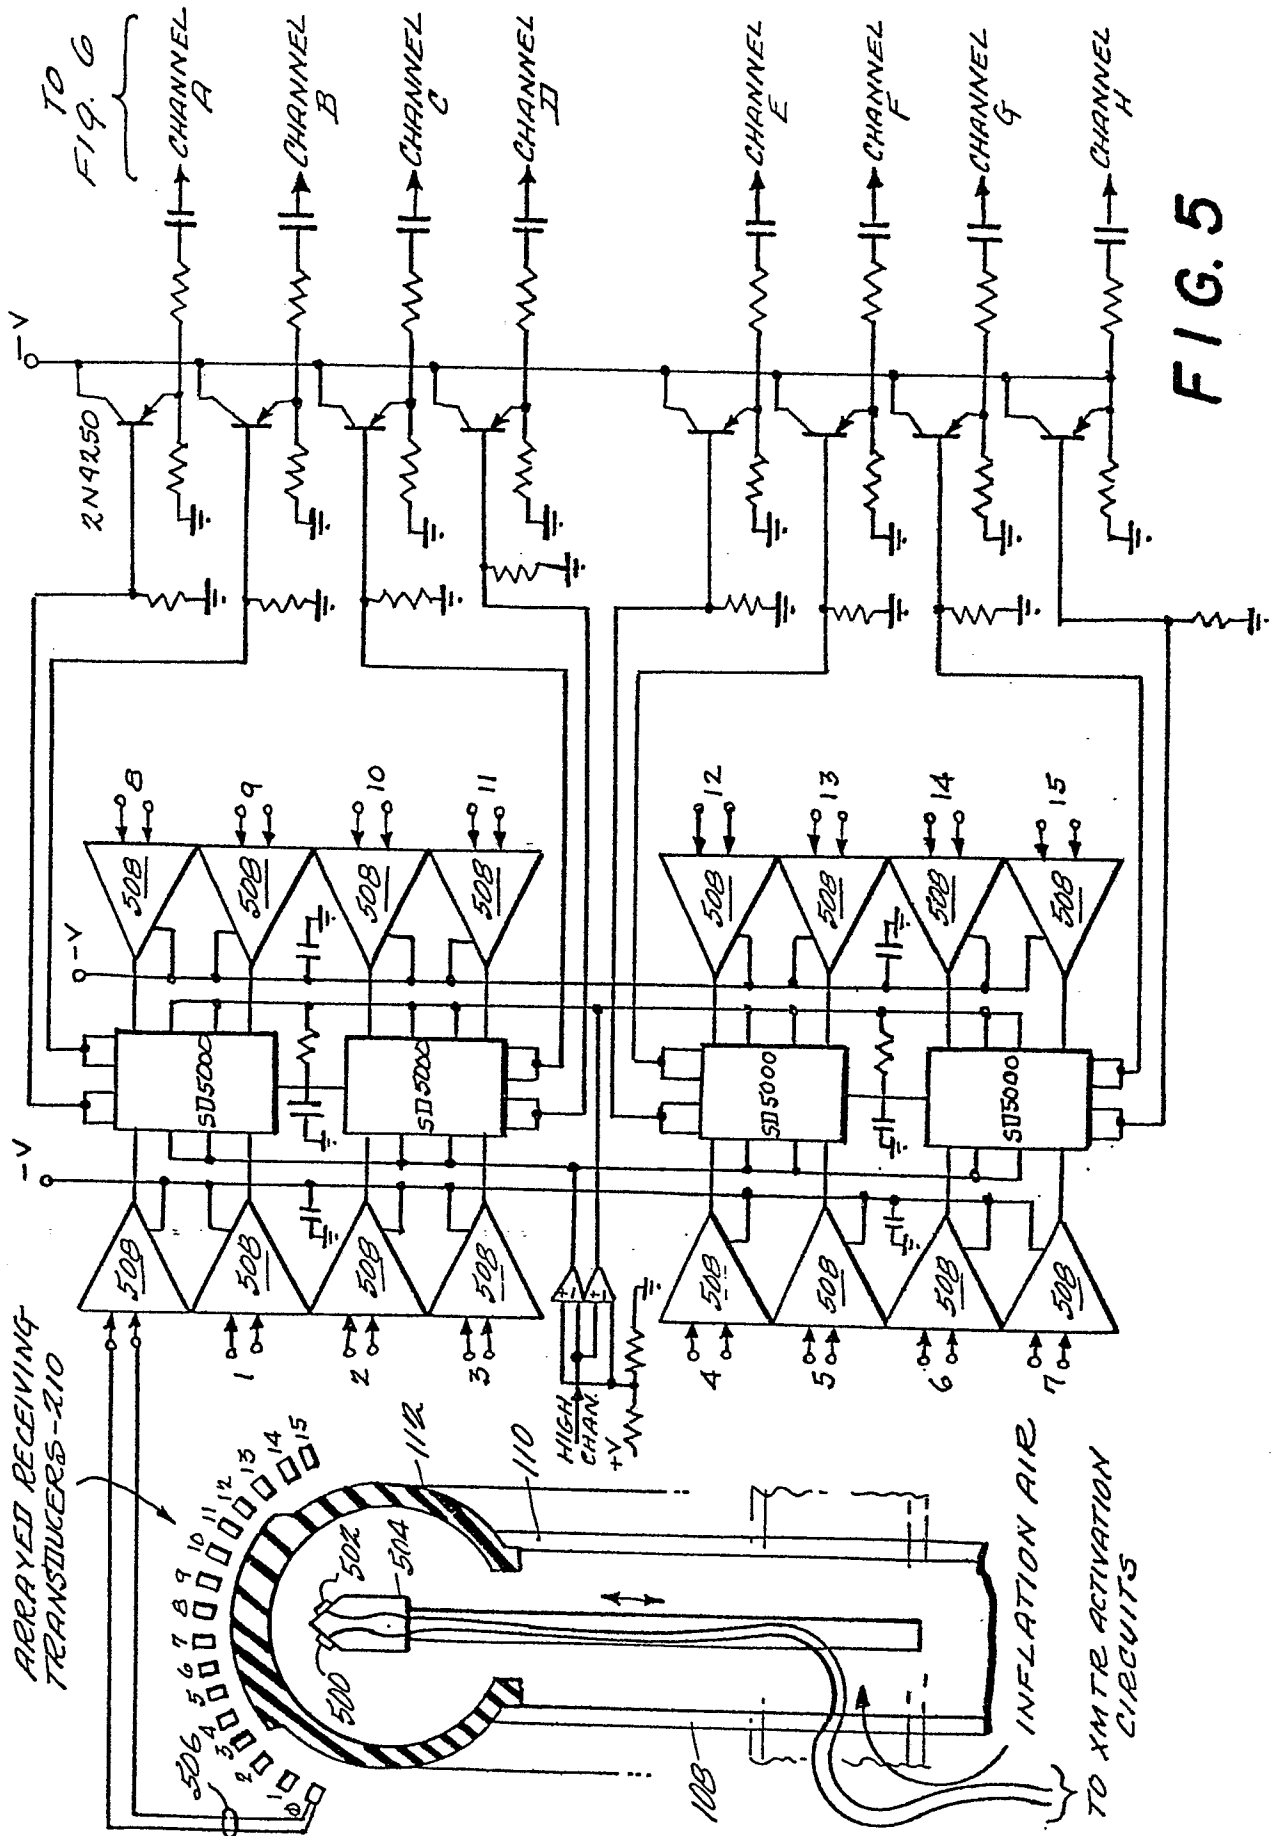 ARRAYED RECEIVING
TRANSDUCERS-210
506
0
1
2
3
4
5
6
7
8
9
10
11
12
13
14
15
500
502
504
112
110
108
INFLATION AIR
TO XMTR ACTIVATION
CIRCUITS
-V
508
508
508
508
1
2
3
HIGH
CHAN.
+V
+1
+1
508
508
508
508
4
5
6
7
SD5000
SD5000
SD5000
SD5000
-V
508
508
508
508
8
9
10
11
508
508
508
508
12
13
14
15
2N4250
-V
TO
FIG. 6
CHANNEL
A
CHANNEL
B
CHANNEL
C
CHANNEL
D
CHANNEL
E
CHANNEL
F
CHANNEL
G
CHANNEL
H
FIG. 5